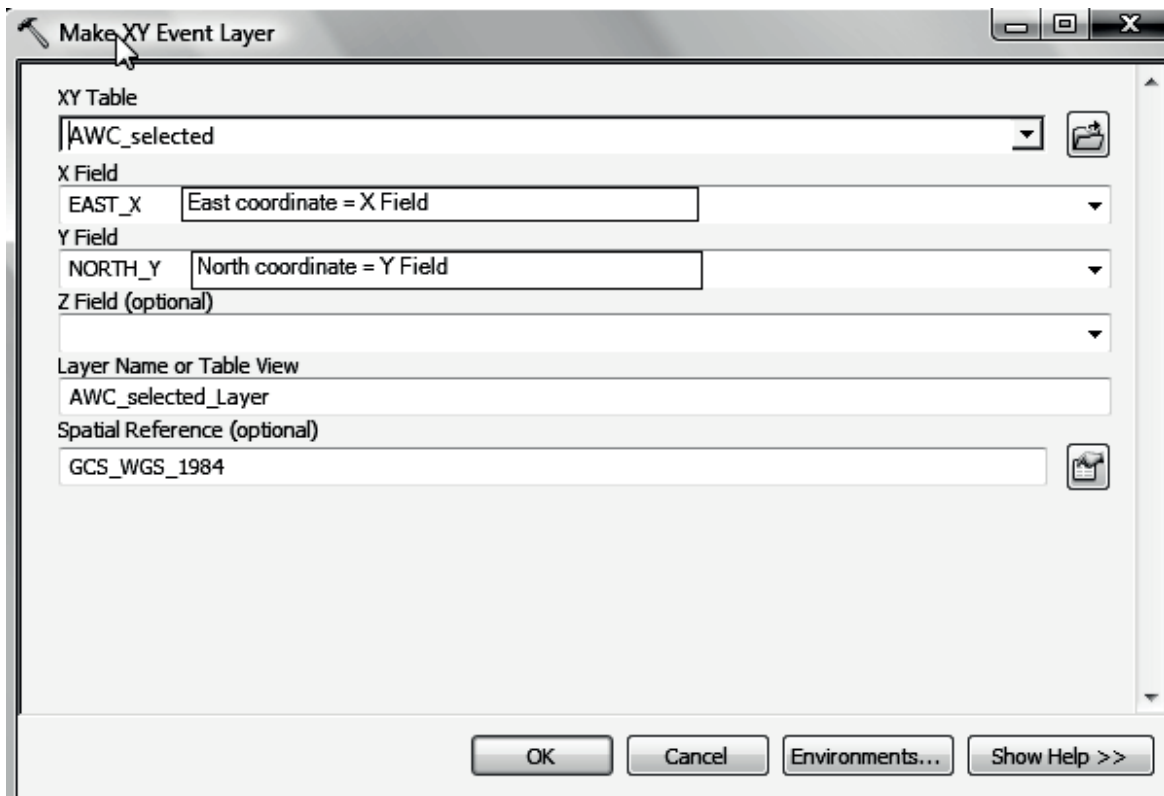 Make XY Event Layer
XY Table
AWC_selected
X Field
EAST_X East coordinate = X Field
Y Field
NORTH_Y North coordinate = Y Field
Z Field (optional)
Layer Name or Table View
AWC_selected_Layer
Spatial Reference (optional)
GCS_WGS_1984
OK Cancel Environments... Show Help >>